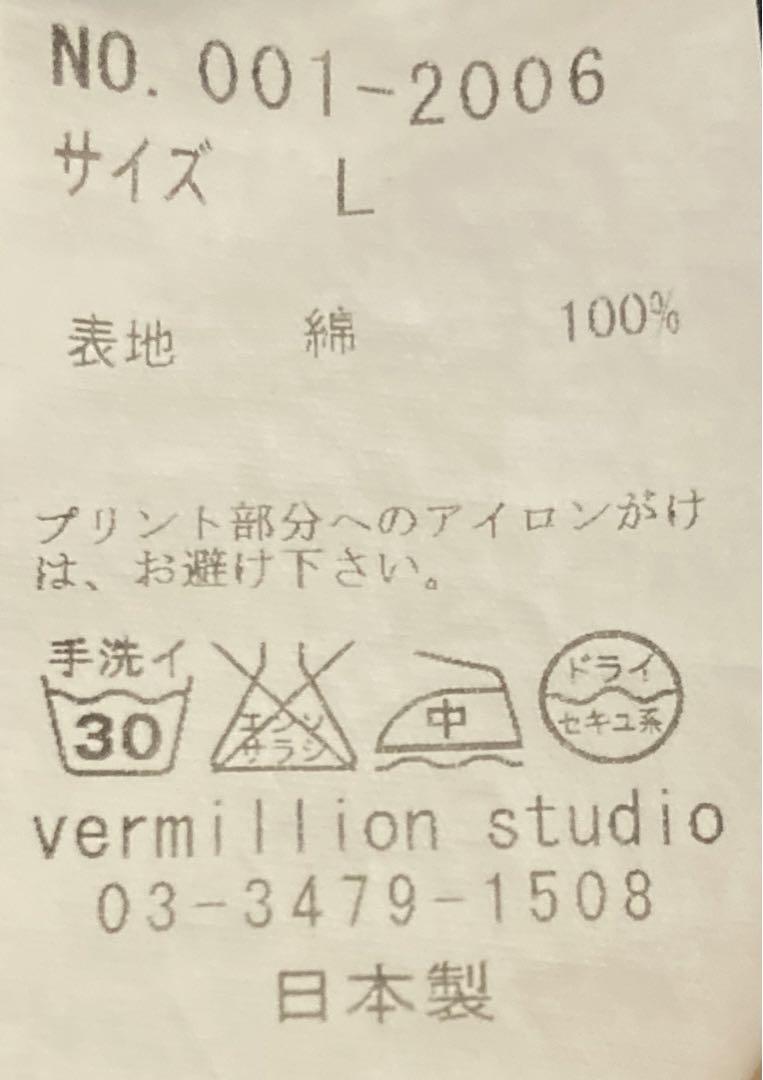 NO. 001-2006
サイズ L
表地 綿 100%
プリント部分へのアイロンがけ
は、お避け下さい。
手洗イ
30
エンソ
サラシ
中
ドライ
セキユ系
vermillion studio
03-3479-1508
日本製